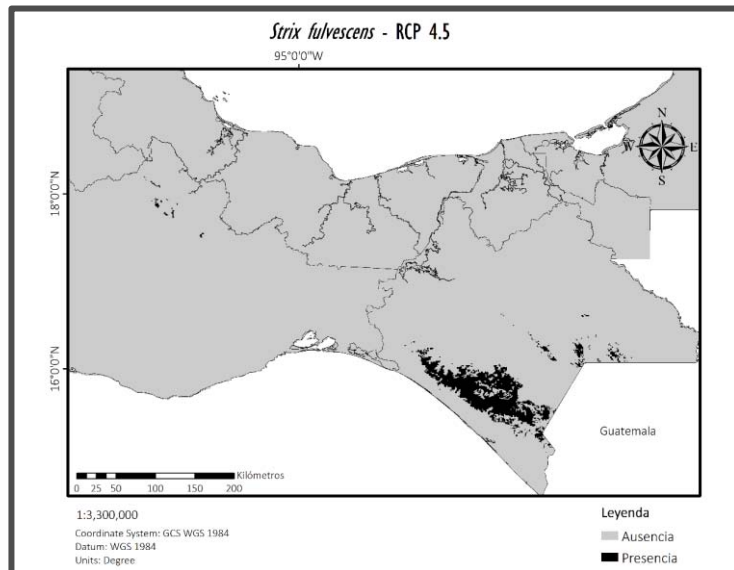 Strix fulvescens - RCP 4.5
95°0'0"W
N
W E
S
18°0'0"N
16°0'0"N
Guatemala
Kilómetros
0 25 50 100 150 200
1:3,300,000
Coordinate System: GCS WGS 1984
Datum: WGS 1984
Units: Degree
Leyenda
Ausencia
Presencia